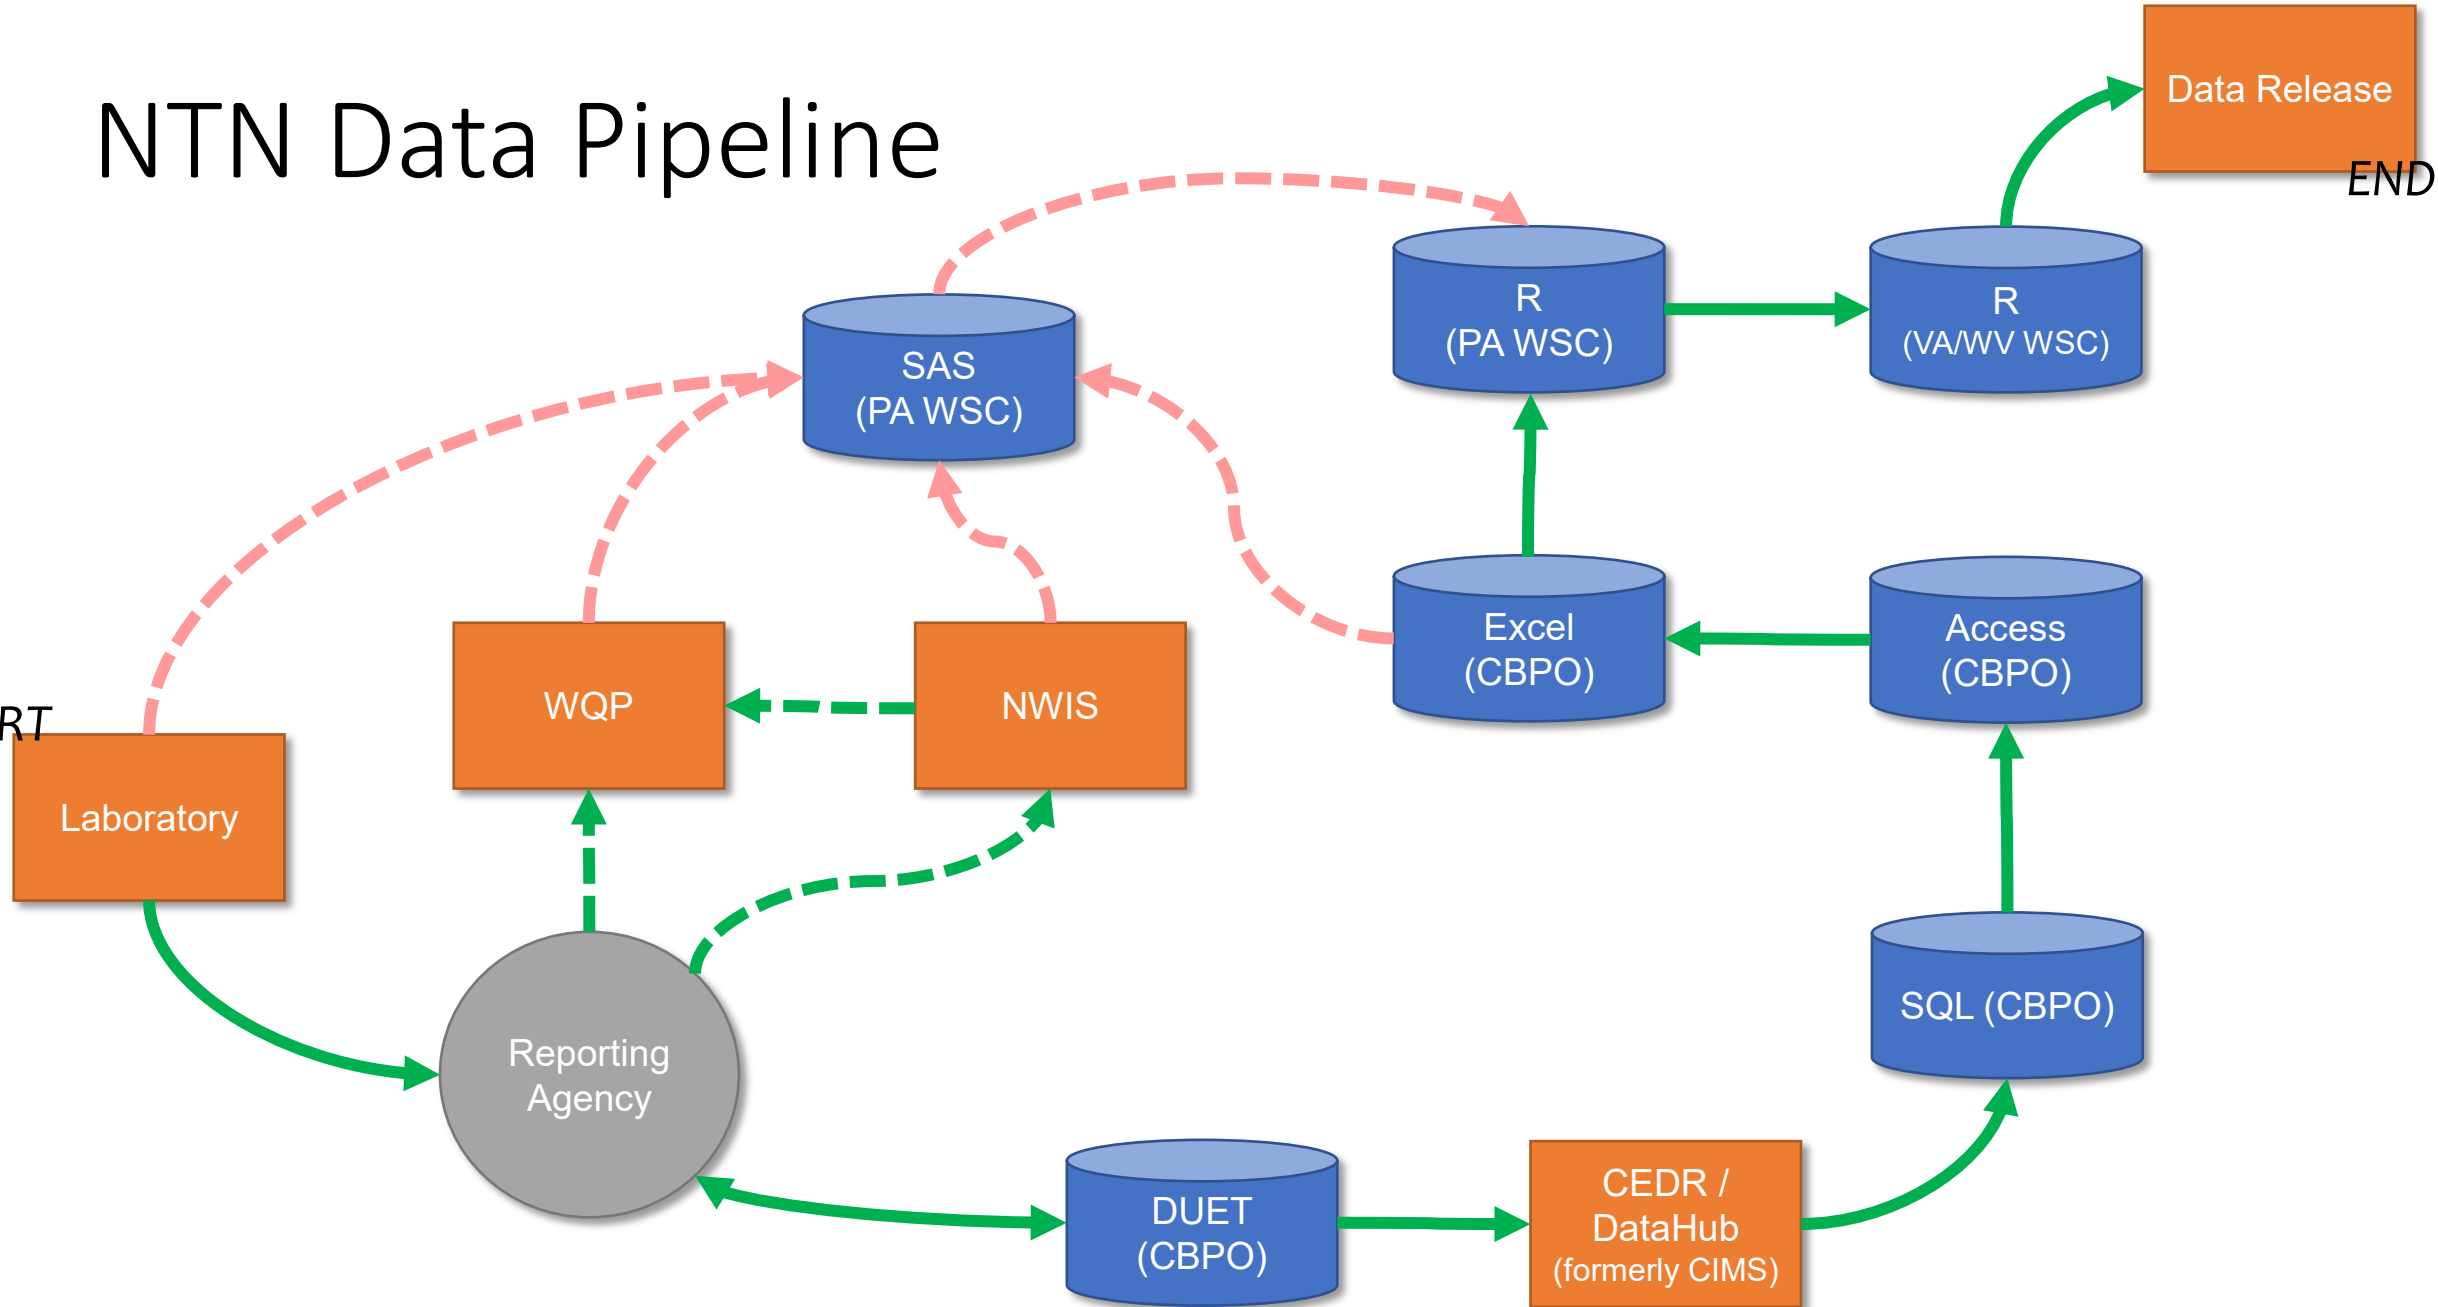 NTN Data Pipeline
Data Release
END
R
(PA WSC)
R
(VA/WV WSC)
SAS
(PA WSC)
Excel
(CBPO)
Access
(CBPO)
WQP
NWIS
RT
Laboratory
SQL (CBPO)
Reporting
Agency
DUET
(CBPO)
CEDR /
DataHub
(formerly CIMS)